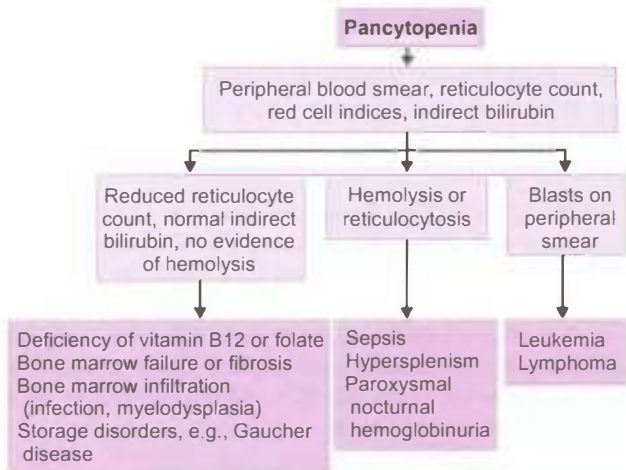 Pancytopenia
Peripheral blood smear, reticulocyte count,
red cell indices, indirect bilirubin
Reduced reticulocyte
count, normal indirect
bilirubin, no evidence
of hemolysis
Hemolysis or
reticulocytosis
Blasts on
peripheral
smear
Deficiency of vitamin B12 or folate
Bone marrow failure or fibrosis
Bone marrow infiltration
(infection, myelodysplasia)
Storage disorders, e.g., Gaucher
disease
Sepsis
Hypersplenism
Paroxysmal
nocturnal
hemoglobinuria
Leukemia
Lymphoma